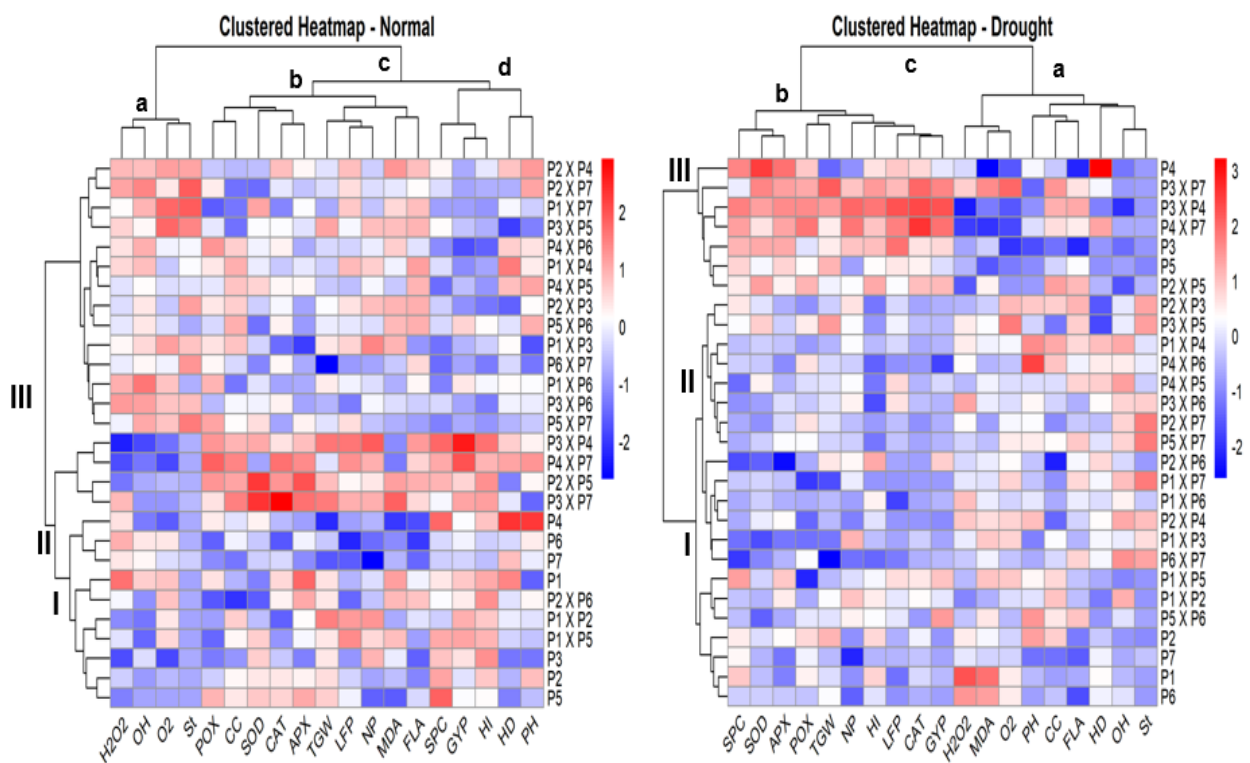 Clustered Heatmap - Normal
a
b
c
d
III
II
I
P2 X P4
P2 X P7
P1 X P7
P3 X P5
P4 X P6
P1 X P4
P4 X P5
P2 X P3
P5 X P6
P1 X P3
P6 X P7
P1 X P6
P3 X P6
P5 X P7
P3 X P4
P4 X P7
P2 X P5
P3 X P7
P4
P6
P7
P1
P2 X P6
P1 X P2
P1 X P5
P3
P2
P5
H2O2 OH O2 St POX CC SOD CAT APX TGW LFP NP MDA FLA SPC GYP HI HD PH
2
1
0
-1
-2
Clustered Heatmap - Drought
b
c
a
III
II
I
P4
P3 X P7
P3 X P4
P4 X P7
P3
P5
P2 X P5
P2 X P3
P3 X P5
P1 X P4
P4 X P6
P4 X P5
P3 X P6
P2 X P7
P5 X P7
P2 X P6
P1 X P7
P1 X P6
P2 X P4
P1 X P3
P6 X P7
P1 X P5
P1 X P2
P5 X P6
P2
P7
P1
P6
SPC SOD APX POX TGW NP HI LFP CAT GYP H2O2 MDA O2 PH CC FLA HD OH St
3
2
1
0
-1
-2